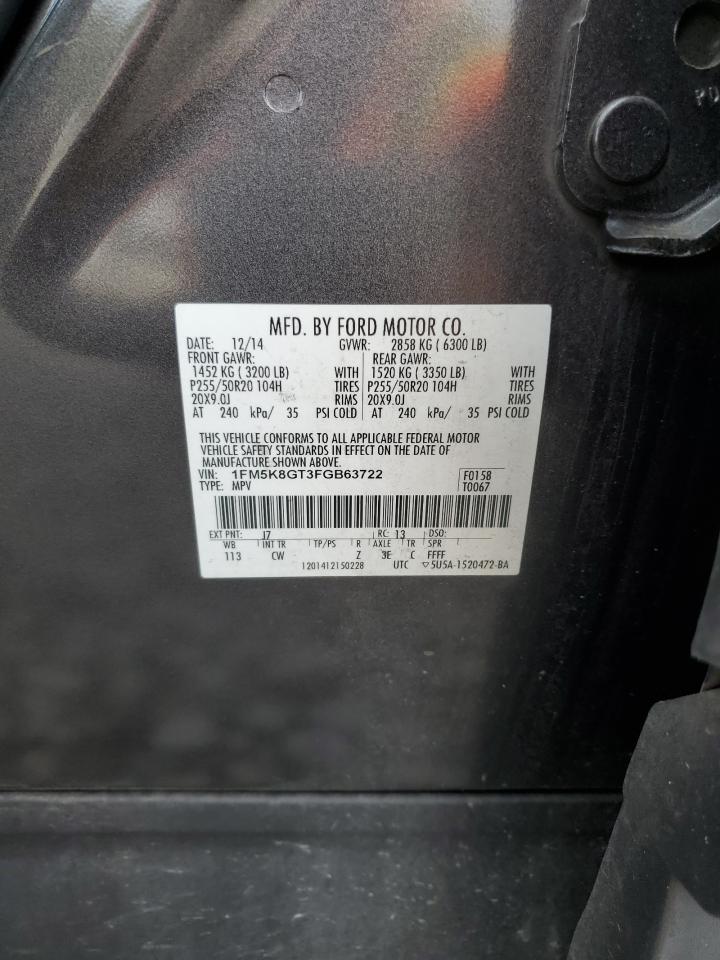 PD
MFD. BY FORD MOTOR CO.
DATE: 12/14 GVWR: 2858 KG ( 6300 LB)
FRONT GAWR: REAR GAWR:
1452 KG ( 3200 LB) WITH 1520 KG ( 3350 LB) WITH
P255/50R20 104H TIRES P255/50R20 104H TIRES
20X9.0J RIMS 20X9.0J RIMS
AT 240 kPa/ 35 PSI COLD AT 240 kPa/ 35 PSI COLD
THIS VEHICLE CONFORMS TO ALL APPLICABLE FEDERAL MOTOR
VEHICLE SAFETY STANDARDS IN EFFECT ON THE DATE OF
MANUFACTURE SHOWN ABOVE.
VIN: 1FM5K8GT3FGB63722 F0158
TYPE: MPV T0067
EXT PNT: J7 RC: 13 DSO:
WB INT TR TP/PS R AXLE TR SPR
113 CW Z 3E C FFFF
1201412150228 UTC ▽5U5A-1520472-BA